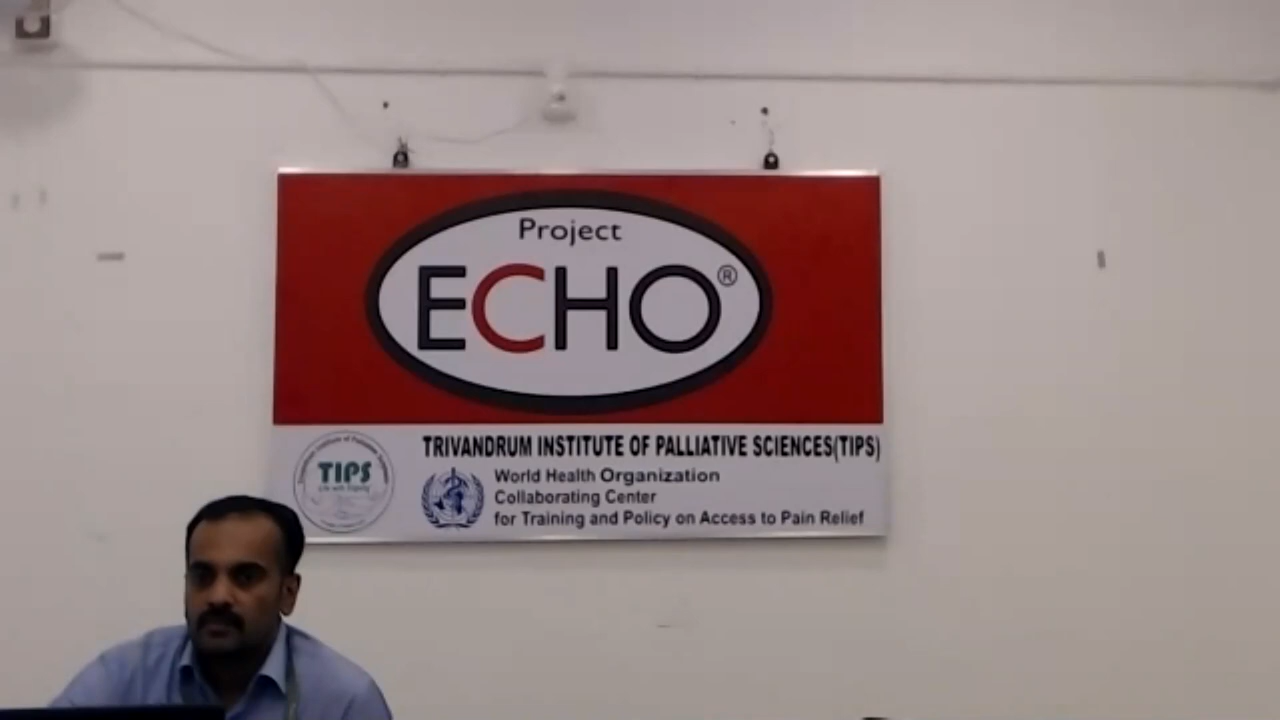 Project
ECHO®
TRIVANDRUM INSTITUTE OF PALLIATIVE SCIENCES(TIPS)
TIPS
World Health Organization
Collaborating Center
for Training and Policy on Access to Pain Relief